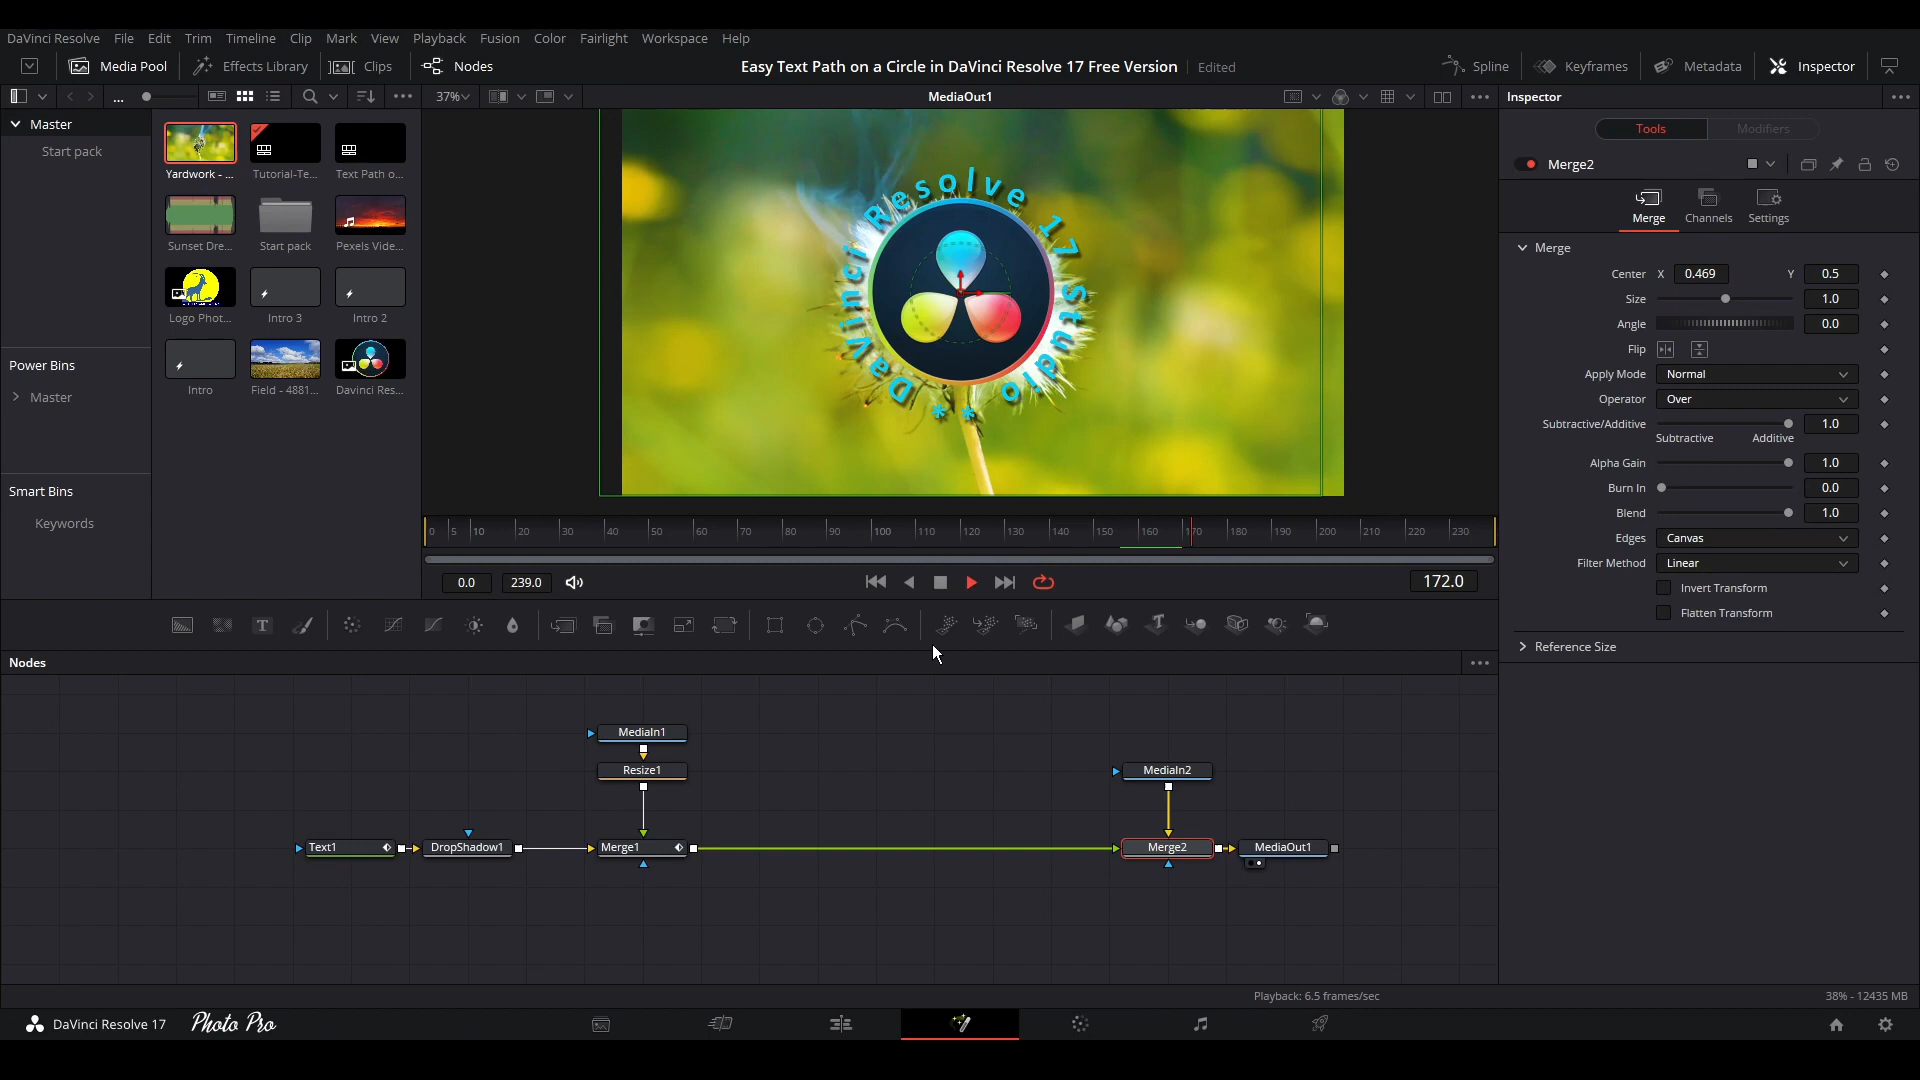 DaVinci Resolve File Edit Trim Timeline Clip Mark View Playback Fusion Color Fairlight Workspace Help
Media Pool Effects Library Clips Nodes Easy Text Path on a Circle in DaVinci Resolve 17 Free Version Edited Spline Keyframes Metadata Inspector
... 37% MediaOut1 Inspector
Master
Start pack
Yardwork - ... Tutorial-Te... Text Path o...
Sunset Dre... Start pack Pexels Vide...
Logo Phot... Intro 3 Intro 2
Intro Field - 4881... Davinci Res...
Power Bins
Master
Smart Bins
Keywords
DaVinci Resolve 17 Studio **
0 5 10 20 30 40 50 60 70 80 90 100 110 120 130 140 150 160 170 180 190 200 210 220 230
0.0 239.0 172.0
Tools Modifiers
Merge2
Merge Channels Settings
Merge
Center X 0.469 Y 0.5
Size 1.0
Angle 0.0
Flip
Apply Mode Normal
Operator Over
Subtractive/Additive 1.0
Subtractive Additive
Alpha Gain 1.0
Burn In 0.0
Blend 1.0
Edges Canvas
Filter Method Linear
Invert Transform
Flatten Transform
Reference Size
T
Nodes
MediaIn1
Resize1 MediaIn2
Text1 DropShadow1 Merge1 Merge2 MediaOut1
Playback: 6.5 frames/sec 38% - 12435 MB
DaVinci Resolve 17 Photo Pro